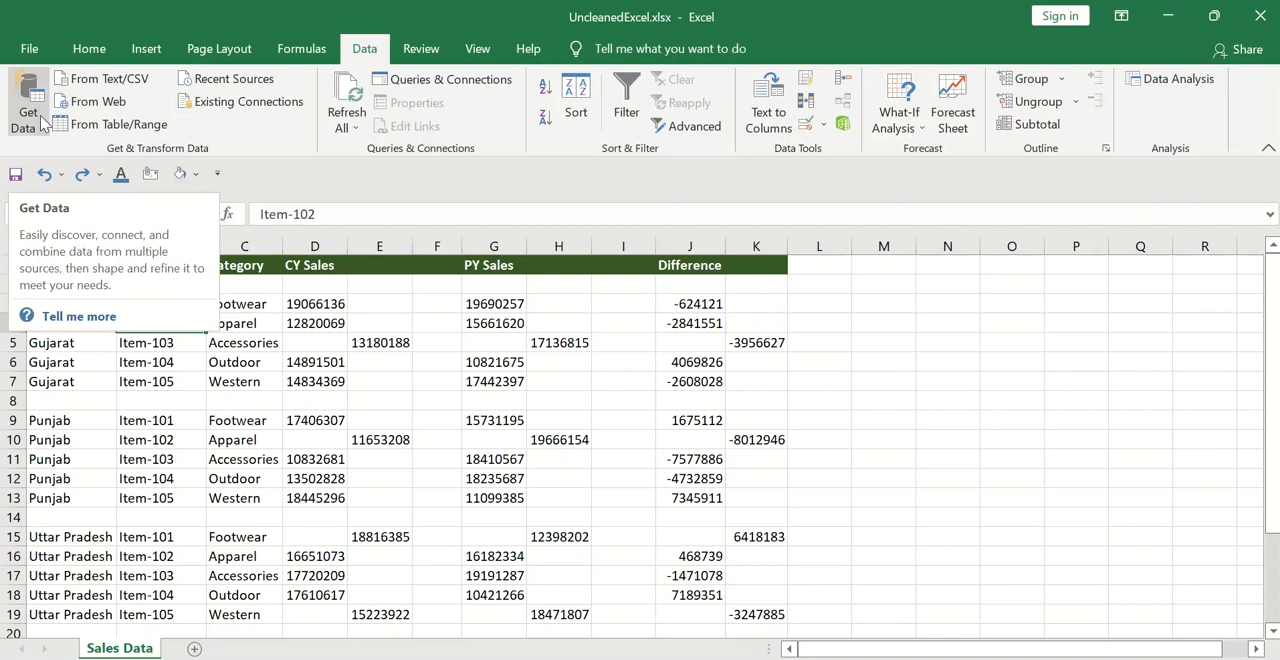 UncleanedExcel.xlsx - Excel
Sign in
File Home Insert Page Layout Formulas Data Review View Help Tell me what you want to do Share
Get Data
From Text/CSV
From Web
From Table/Range
Recent Sources
Existing Connections
Get & Transform Data
Refresh All
Queries & Connections
Properties
Edit Links
Queries & Connections
Sort
Filter
Clear
Reapply
Advanced
Sort & Filter
Text to Columns
Data Tools
What-If Analysis
Forecast Sheet
Forecast
Group
Ungroup
Subtotal
Outline
Data Analysis
Analysis
Get Data
Easily discover, connect, and
combine data from multiple
sources, then shape and refine it to
meet your needs.
Tell me more
fx Item-102
C D E F G H I J K L M N O P Q R
ategory CY Sales PY Sales Difference
ootwear 19066136 19690257 -624121
pparel 12820069 15661620 -2841551
5 Gujarat Item-103 Accessories 13180188 17136815 -3956627
6 Gujarat Item-104 Outdoor 14891501 10821675 4069826
7 Gujarat Item-105 Western 14834369 17442397 -2608028
8
9 Punjab Item-101 Footwear 17406307 15731195 1675112
10 Punjab Item-102 Apparel 11653208 19666154 -8012946
11 Punjab Item-103 Accessories 10832681 18410567 -7577886
12 Punjab Item-104 Outdoor 13502828 18235687 -4732859
13 Punjab Item-105 Western 18445296 11099385 7345911
14
15 Uttar Pradesh Item-101 Footwear 18816385 12398202 6418183
16 Uttar Pradesh Item-102 Apparel 16651073 16182334 468739
17 Uttar Pradesh Item-103 Accessories 17720209 19191287 -1471078
18 Uttar Pradesh Item-104 Outdoor 17610617 10421266 7189351
19 Uttar Pradesh Item-105 Western 15223922 18471807 -3247885
20
Sales Data